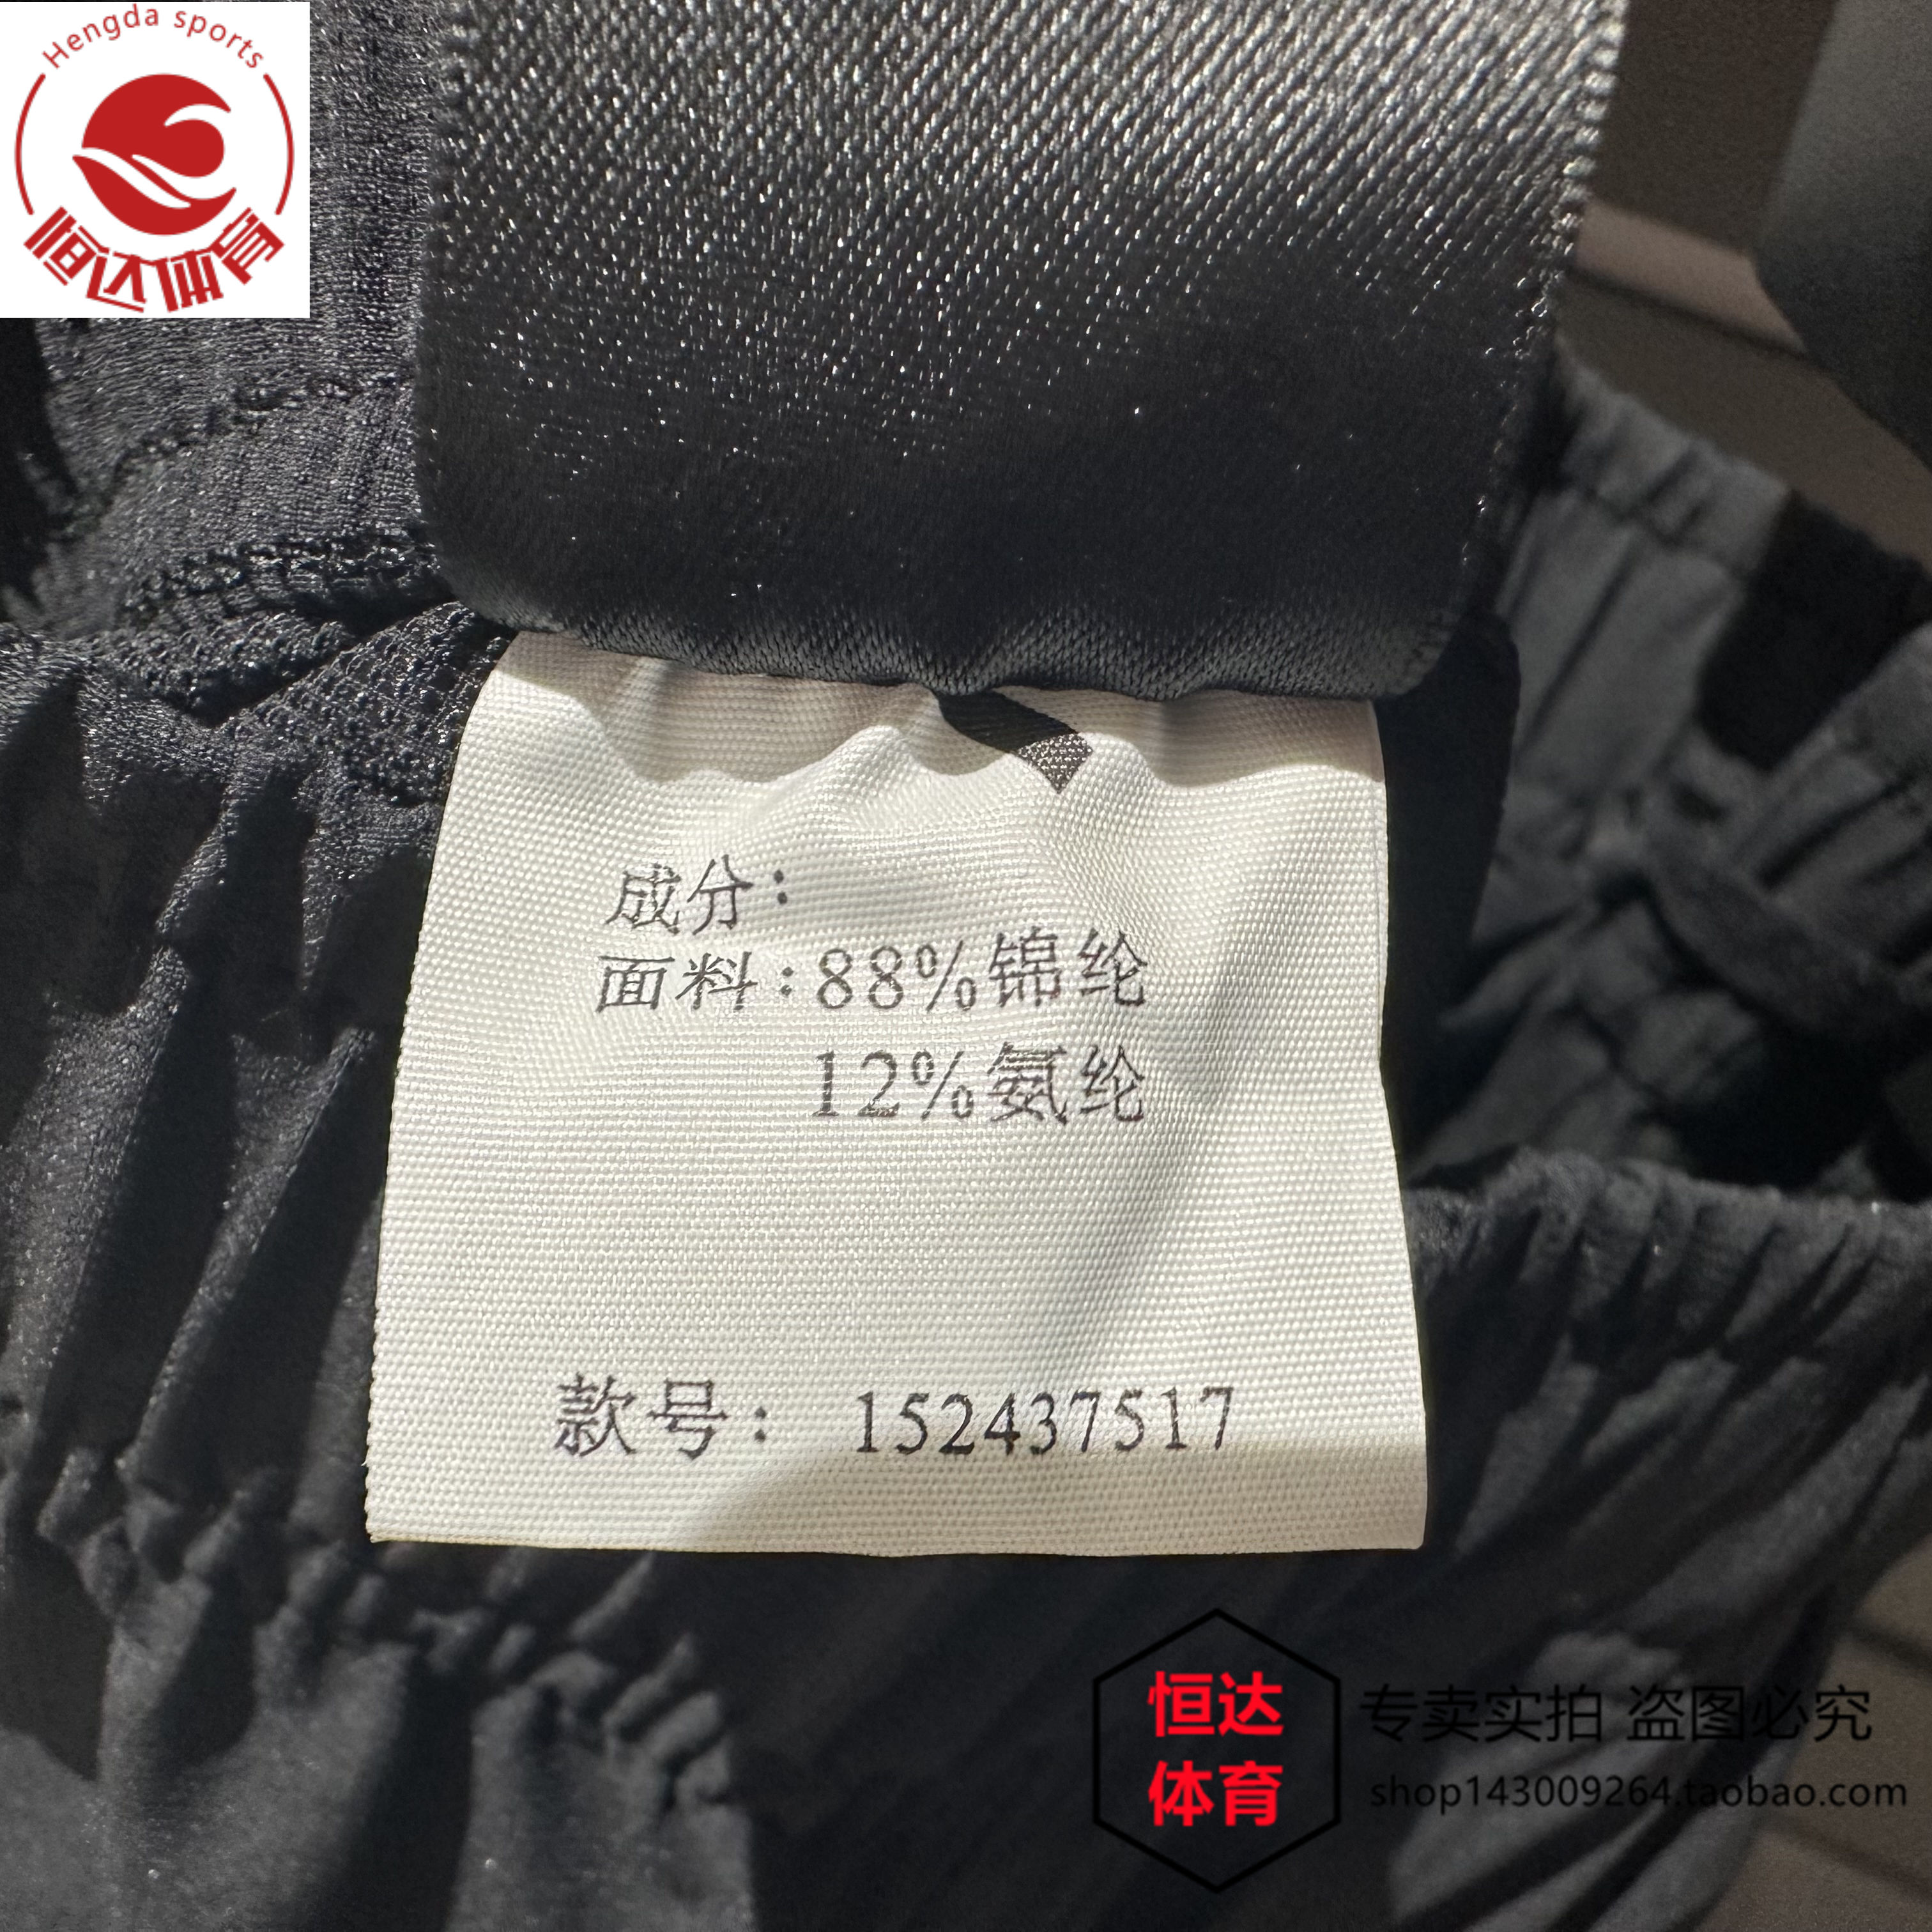 Hengda sports
恒达体育
成分：
面料：88%锦纶
12%氨纶
款号： 152437517
恒达
体育
专卖实拍 盗图必究
shop143009264.taobao.com